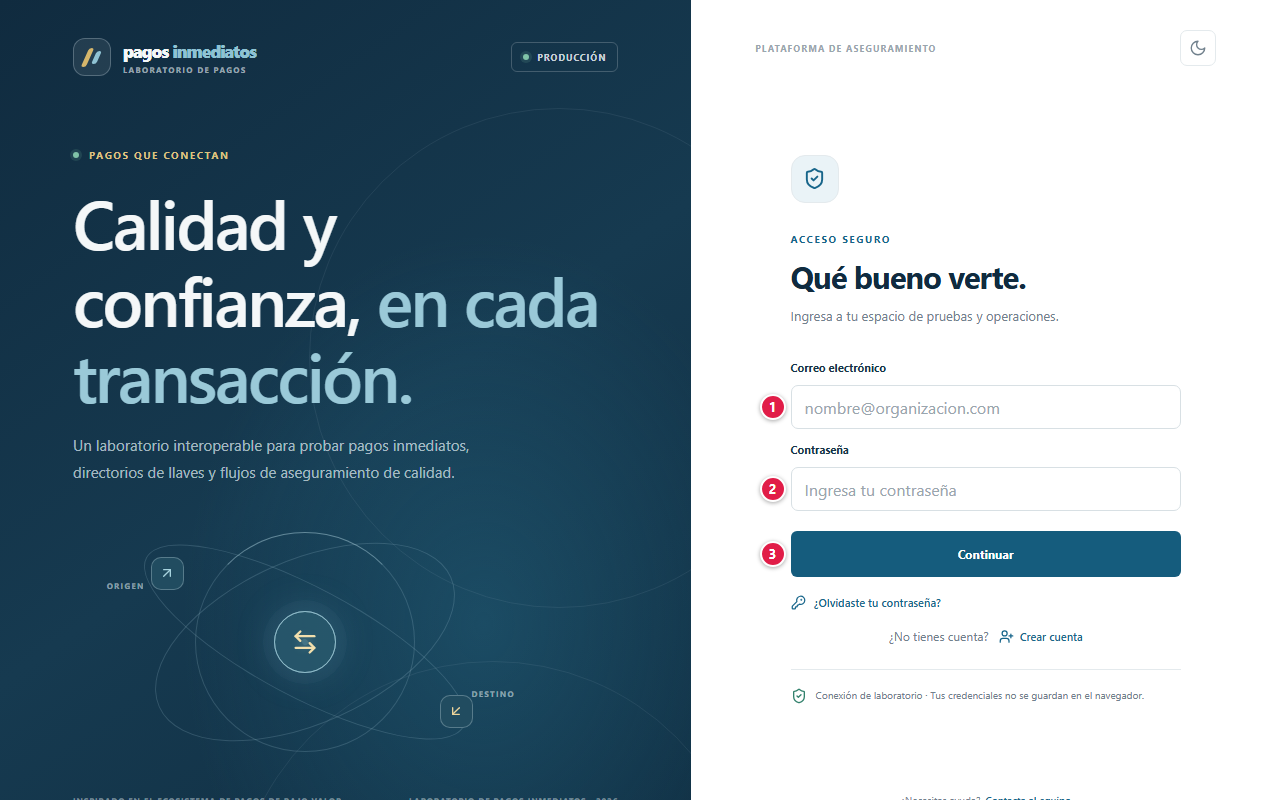 pagos inmediatos
LABORATORIO DE PAGOS
PRODUCCIÓN
PAGOS QUE CONECTAN
Calidad y
confianza, en cada
transacción.
Un laboratorio interoperable para probar pagos inmediatos,
directorios de llaves y flujos de aseguramiento de calidad.
ORIGEN
DESTINO
PLATAFORMA DE ASEGURAMIENTO
ACCESO SEGURO
Qué bueno verte.
Ingresa a tu espacio de pruebas y operaciones.
Correo electrónico
1
nombre@organizacion.com
Contraseña
2
Ingresa tu contraseña
3
Continuar
¿Olvidaste tu contraseña?
¿No tienes cuenta? Crear cuenta
Conexión de laboratorio · Tus credenciales no se guardan en el navegador.